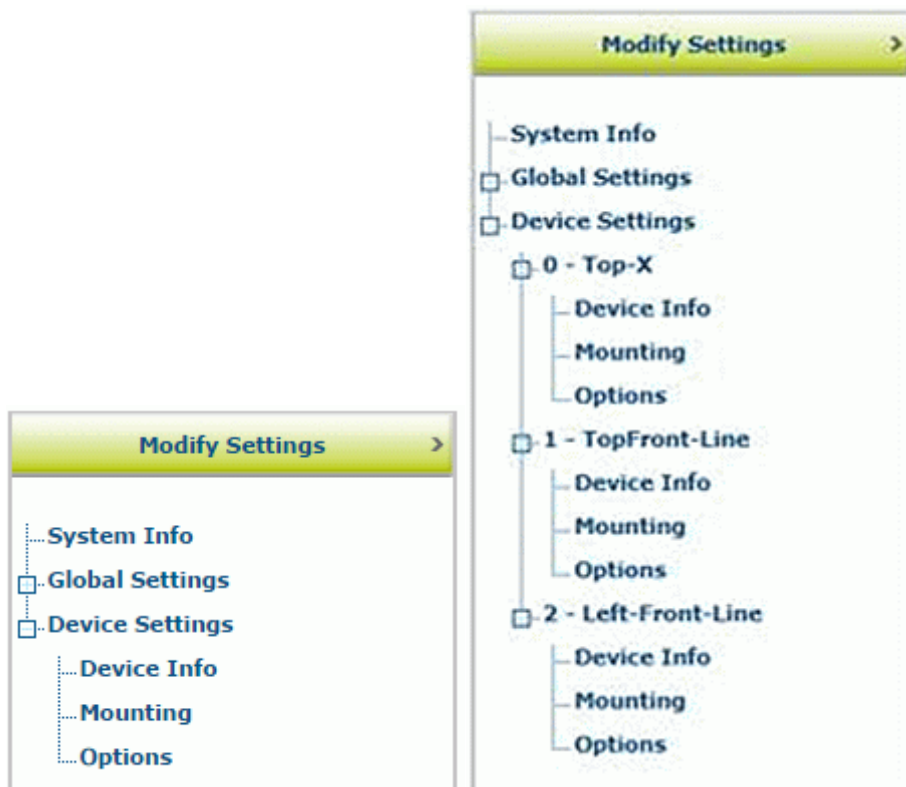 Modify Settings
System Info
Global Settings
Device Settings
Device Info
Mounting
Options
Modify Settings
System Info
Global Settings
Device Settings
0 - Top-X
Device Info
Mounting
Options
1 - TopFront-Line
Device Info
Mounting
Options
2 - Left-Front-Line
Device Info
Mounting
Options